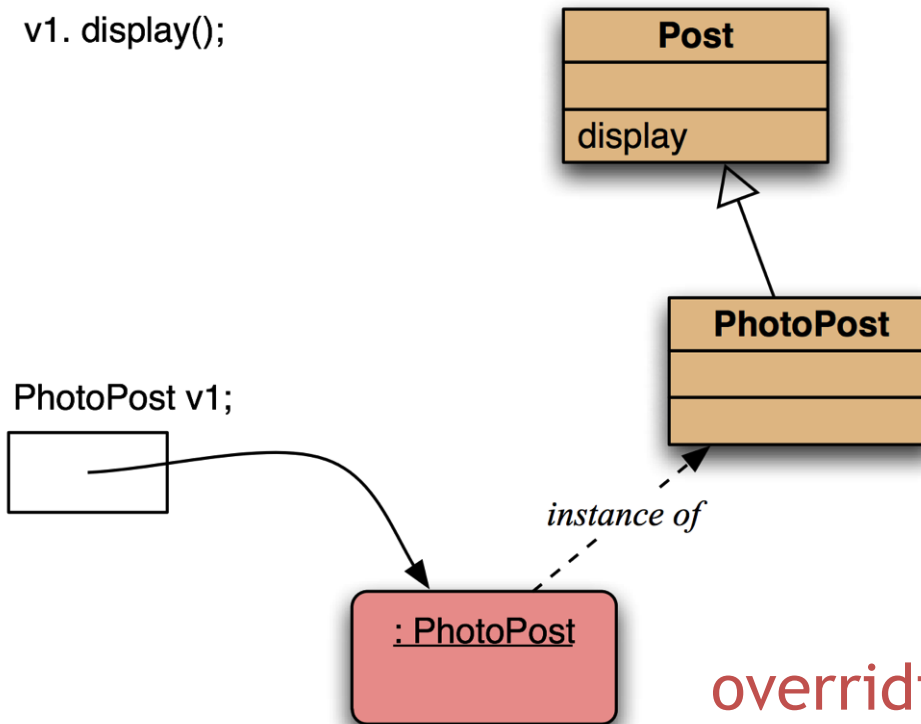 v1. display();
Post
display
PhotoPost
PhotoPost v1;
instance of
: PhotoPost